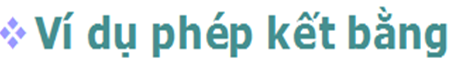 Ví dụ phép kết bằng